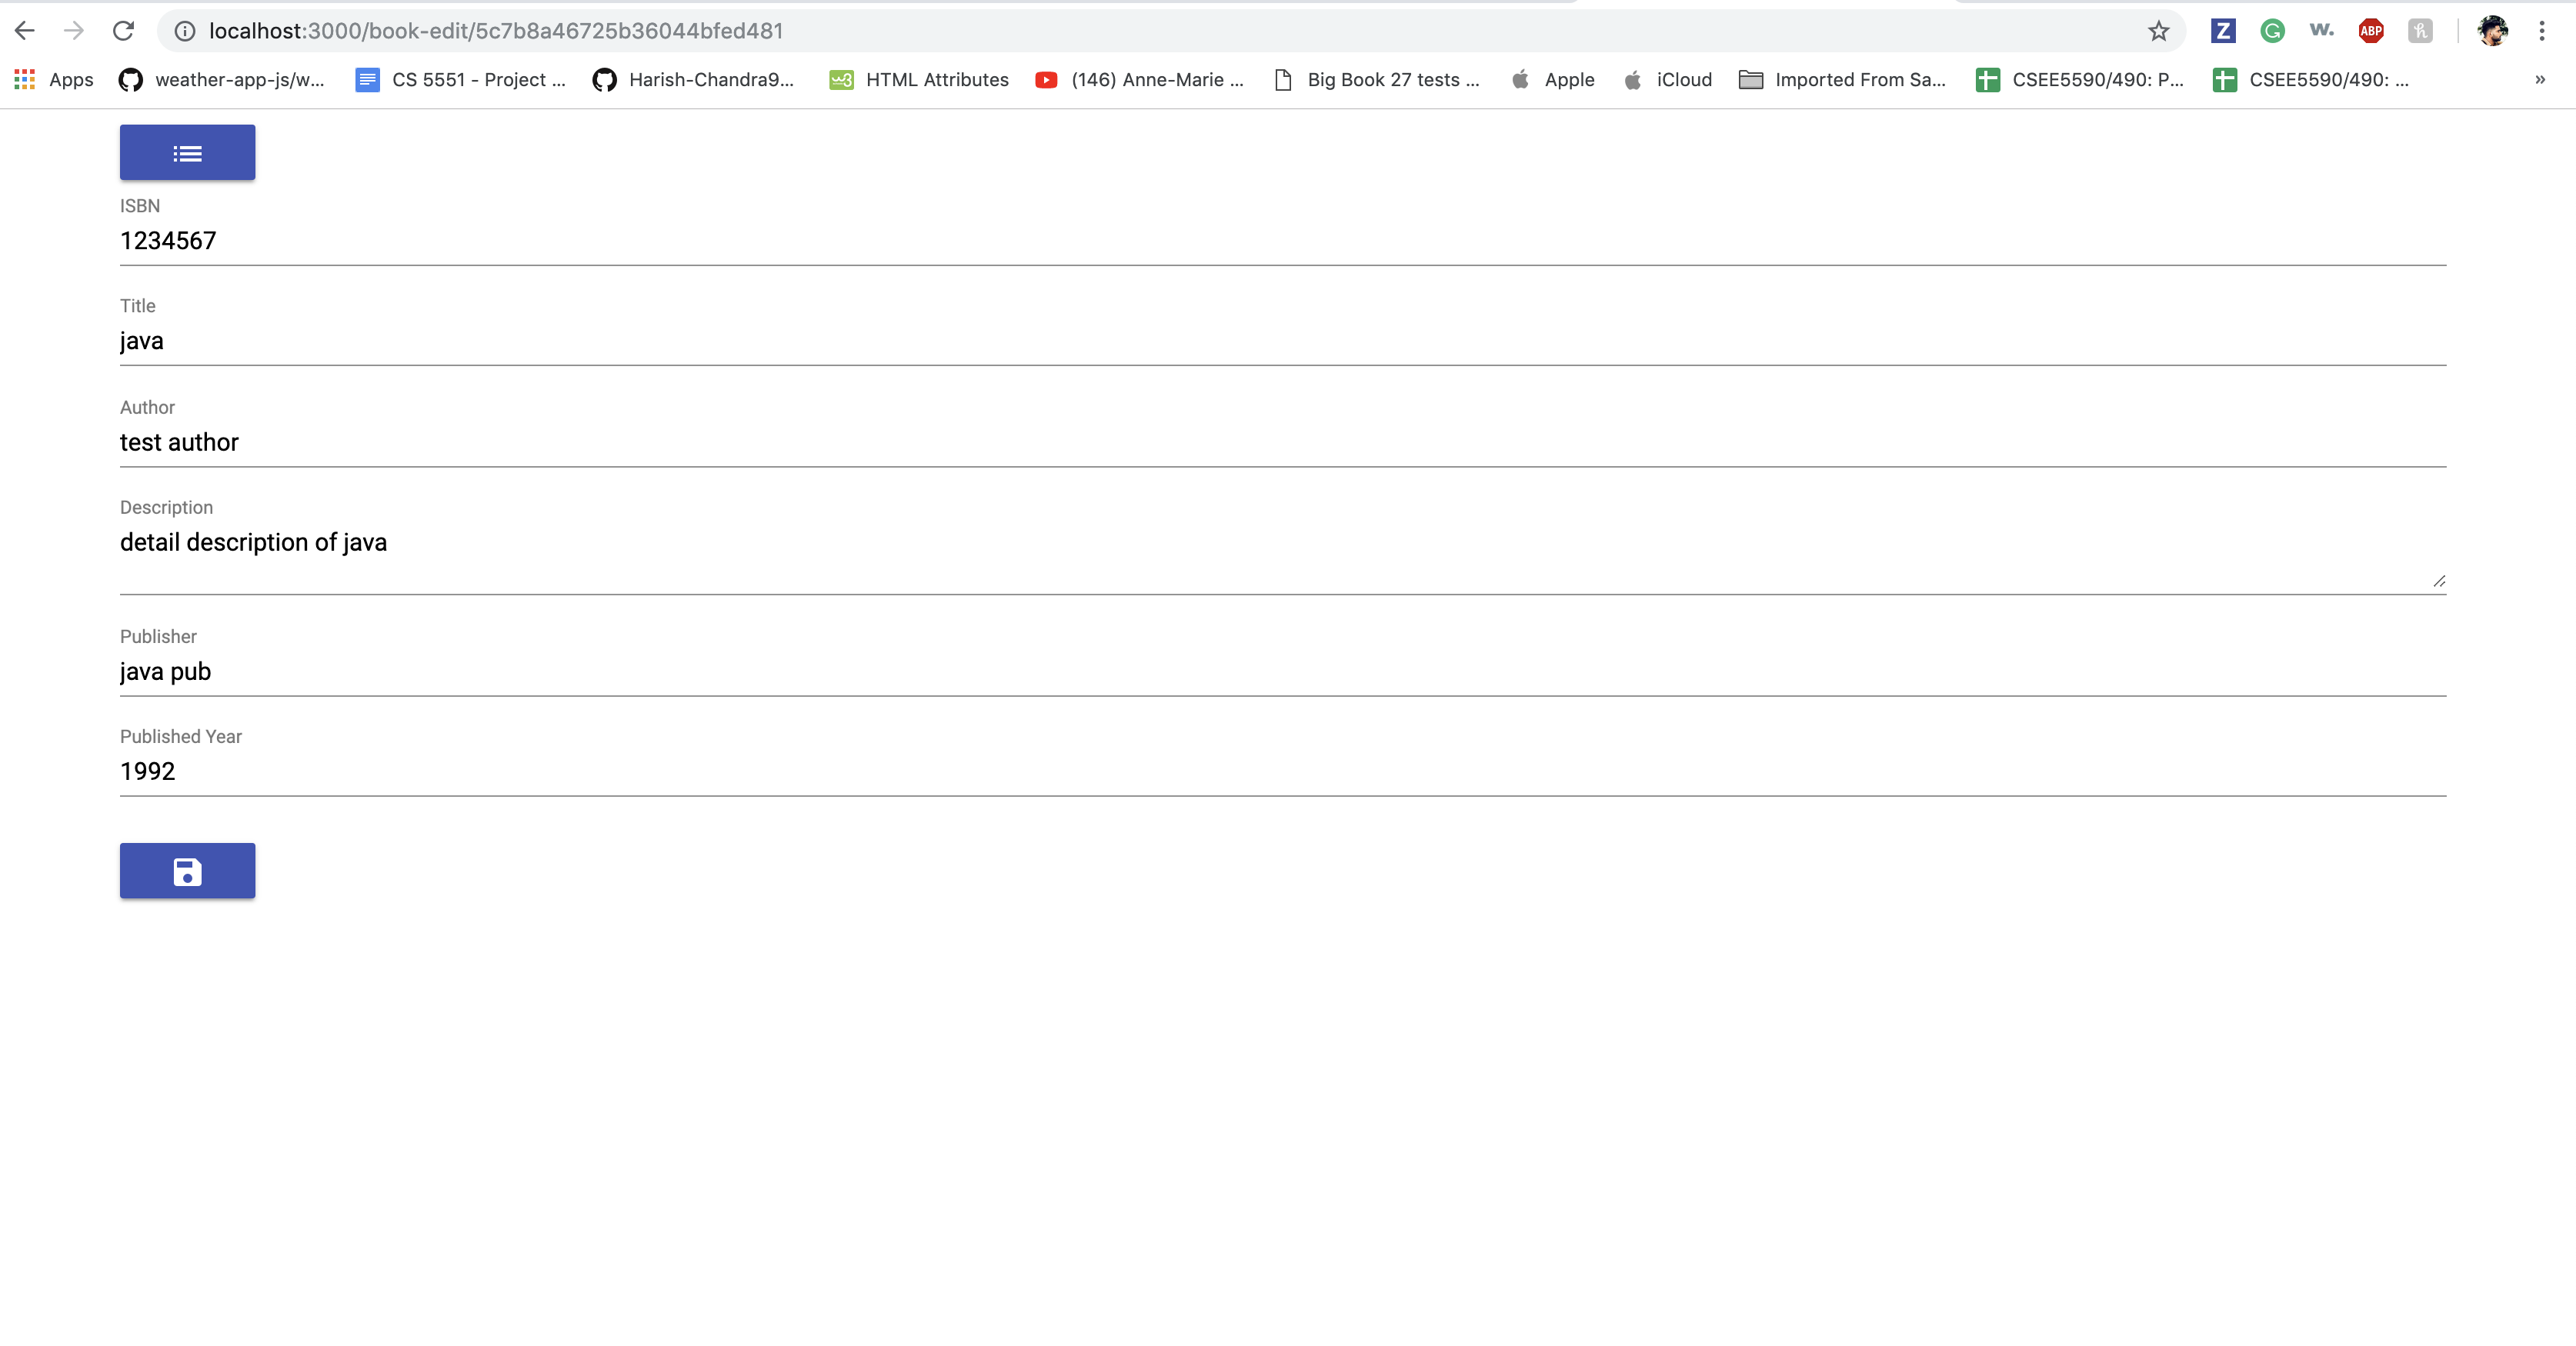 localhost:3000/book-edit/5c7b8a46725b36044bfed481
Z G w. ABP h
Apps weather-app-js/w... CS 5551 - Project ... Harish-Chandra9... w3 HTML Attributes (146) Anne-Marie ... Big Book 27 tests ... Apple iCloud Imported From Sa... CSEE5590/490: P... CSEE5590/490: ... »
ISBN
1234567
Title
java
Author
test author
Description
detail description of java
Publisher
java pub
Published Year
1992